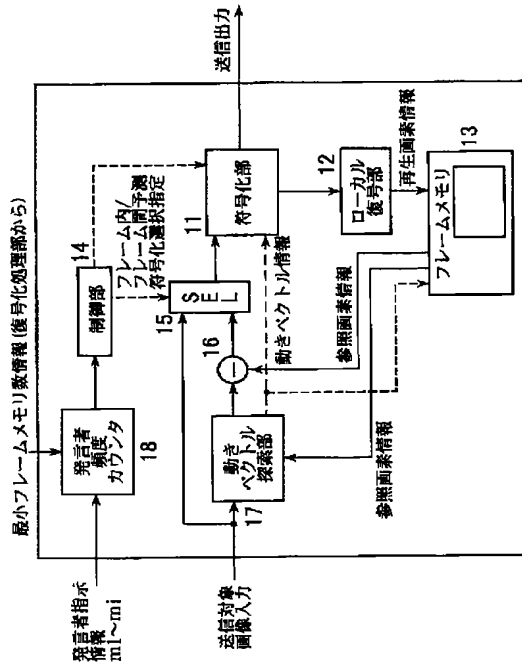 最小フレームメモリ数情報(復号化処理部から)
発言者指示
情報
m1~mi
発言者
頻度
カウンタ
18
制御部
14
フレーム内/
フレーム間予測
符号化選択指定
送信対象
画像入力
17
動き
ベクトル
探索部
16
15
SEL
11
符号化部
送信出力
動きベクトル情報
参照画素情報
参照画素情報
12
ローカル
復号部
再生画素情報
13
フレームメモリ